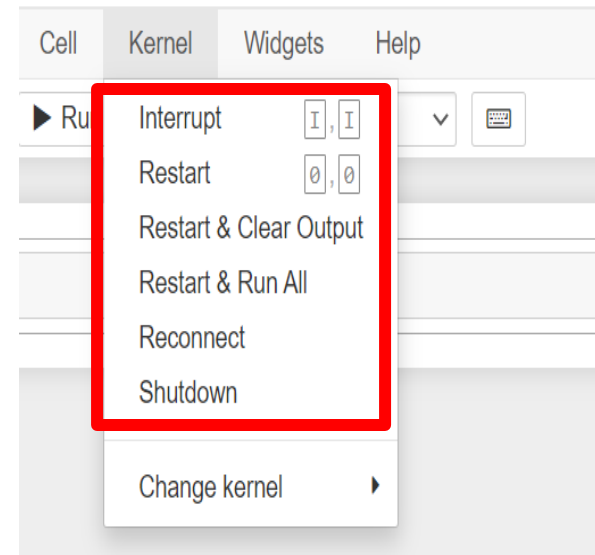 Cell Kernel Widgets Help
Ru
Interrupt I,I
Restart 0,0
Restart & Clear Output
Restart & Run All
Reconnect
Shutdown
Change kernel